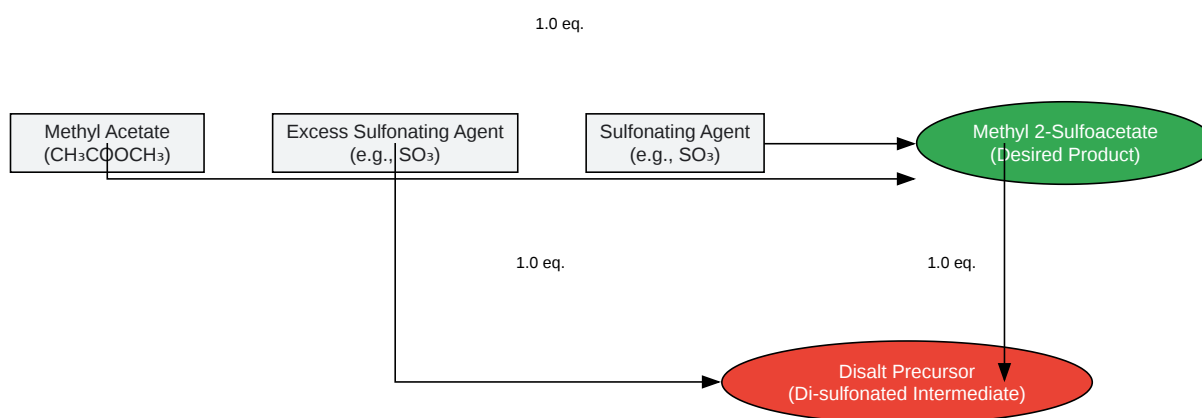 1.0 eq.
Methyl Acetate
(CH₃COOCH₃)
Excess Sulfonating Agent
(e.g., SO₃)
Sulfonating Agent
(e.g., SO₃)
Methyl 2-Sulfoacetate
(Desired Product)
1.0 eq.
1.0 eq.
Disalt Precursor
(Di-sulfonated Intermediate)